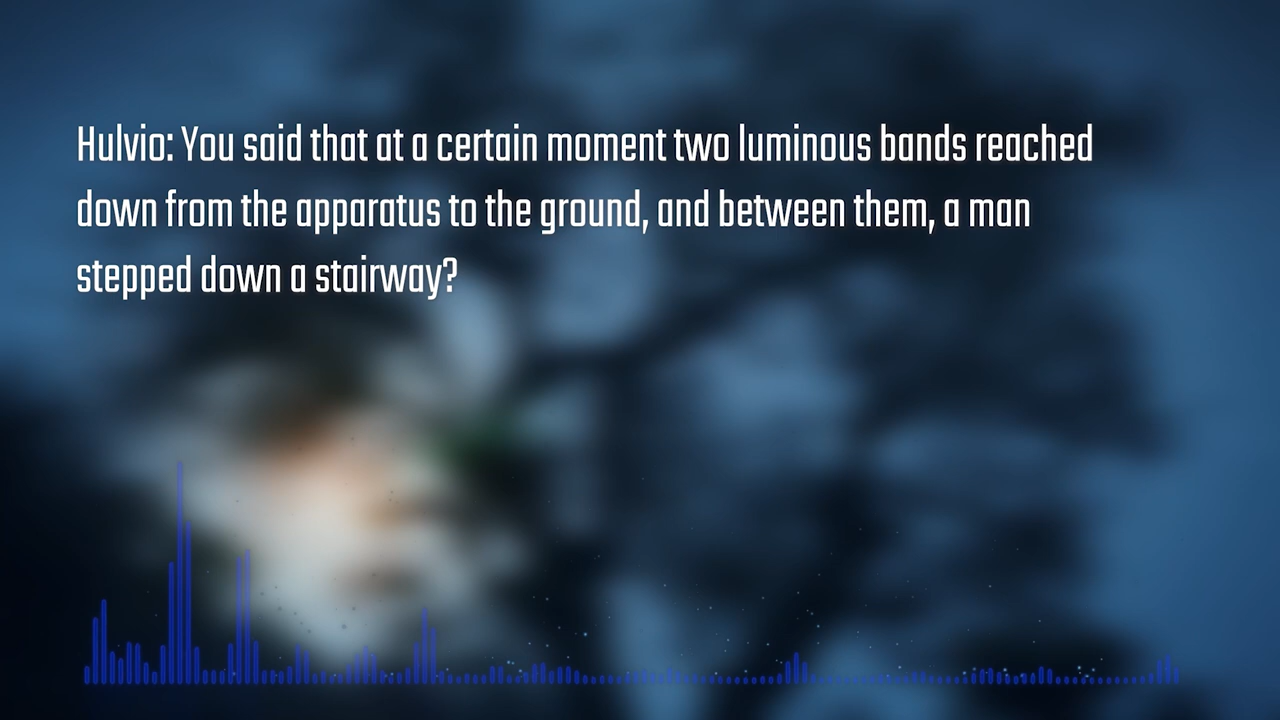 Hulvio: You said that at a certain moment two luminous bands reached
down from the apparatus to the ground, and between them, a man
stepped down a stairway?